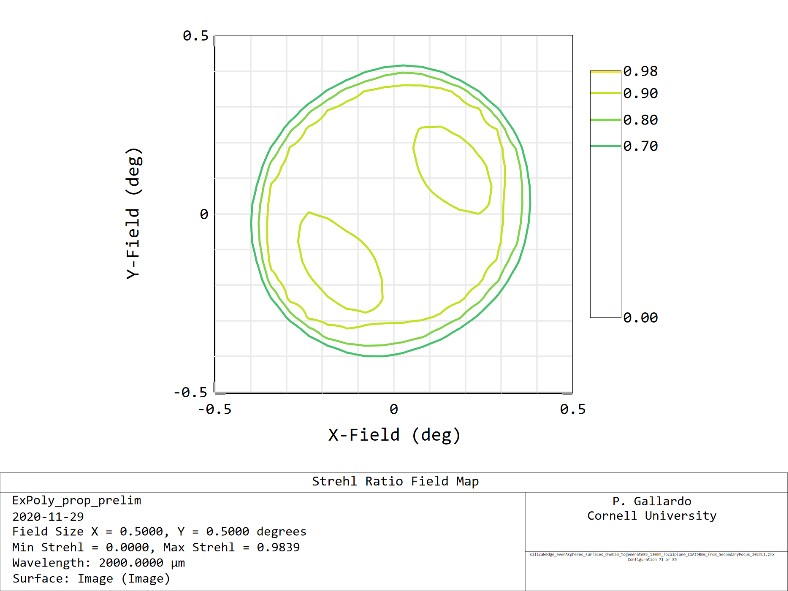 0.5
0
-0.5
-0.5
0
0.5
Y-Field (deg)
X-Field (deg)
0.98
0.90
0.80
0.70
0.00
Strehl Ratio Field Map
ExPoly_prop_prelim
2020-11-29
Field Size X = 0.5000, Y = 0.5000 degrees
Min Strehl = 0.0000, Max Strehl = 0.9839
Wavelength: 2000.0000 µm
Surface: Image (Image)
P. Gallardo
Cornell University
Configuration